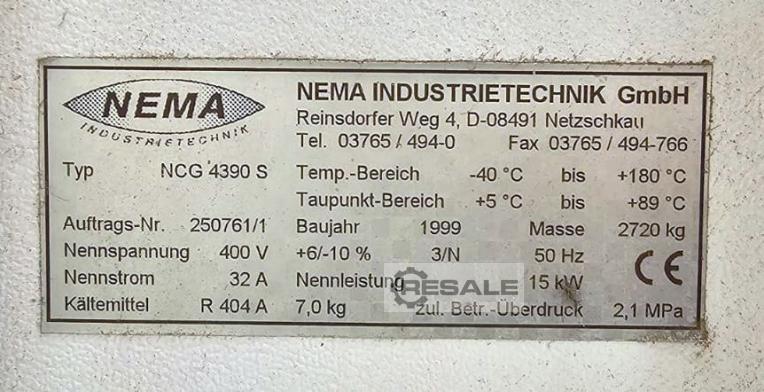 NEMA
INDUSTRIETECHNIK
NEMA INDUSTRIETECHNIK GmbH
Reinsdorfer Weg 4, D-08491 Netzschkau
Tel. 03765 / 494-0 Fax 03765 / 494-766
Typ NCG 4390 S Temp.-Bereich -40 °C bis +180 °C
Taupunkt-Bereich +5 °C bis +89 °C
Auftrags-Nr. 250761/1 Baujahr 1999 Masse 2720 kg
Nennspannung 400 V +6/-10 % 3/N 50 Hz
Nennstrom 32 A Nennleistung 15 kW CE
Kältemittel R 404 A 7,0 kg zul. Betr.-Überdruck 2,1 MPa
RESALE